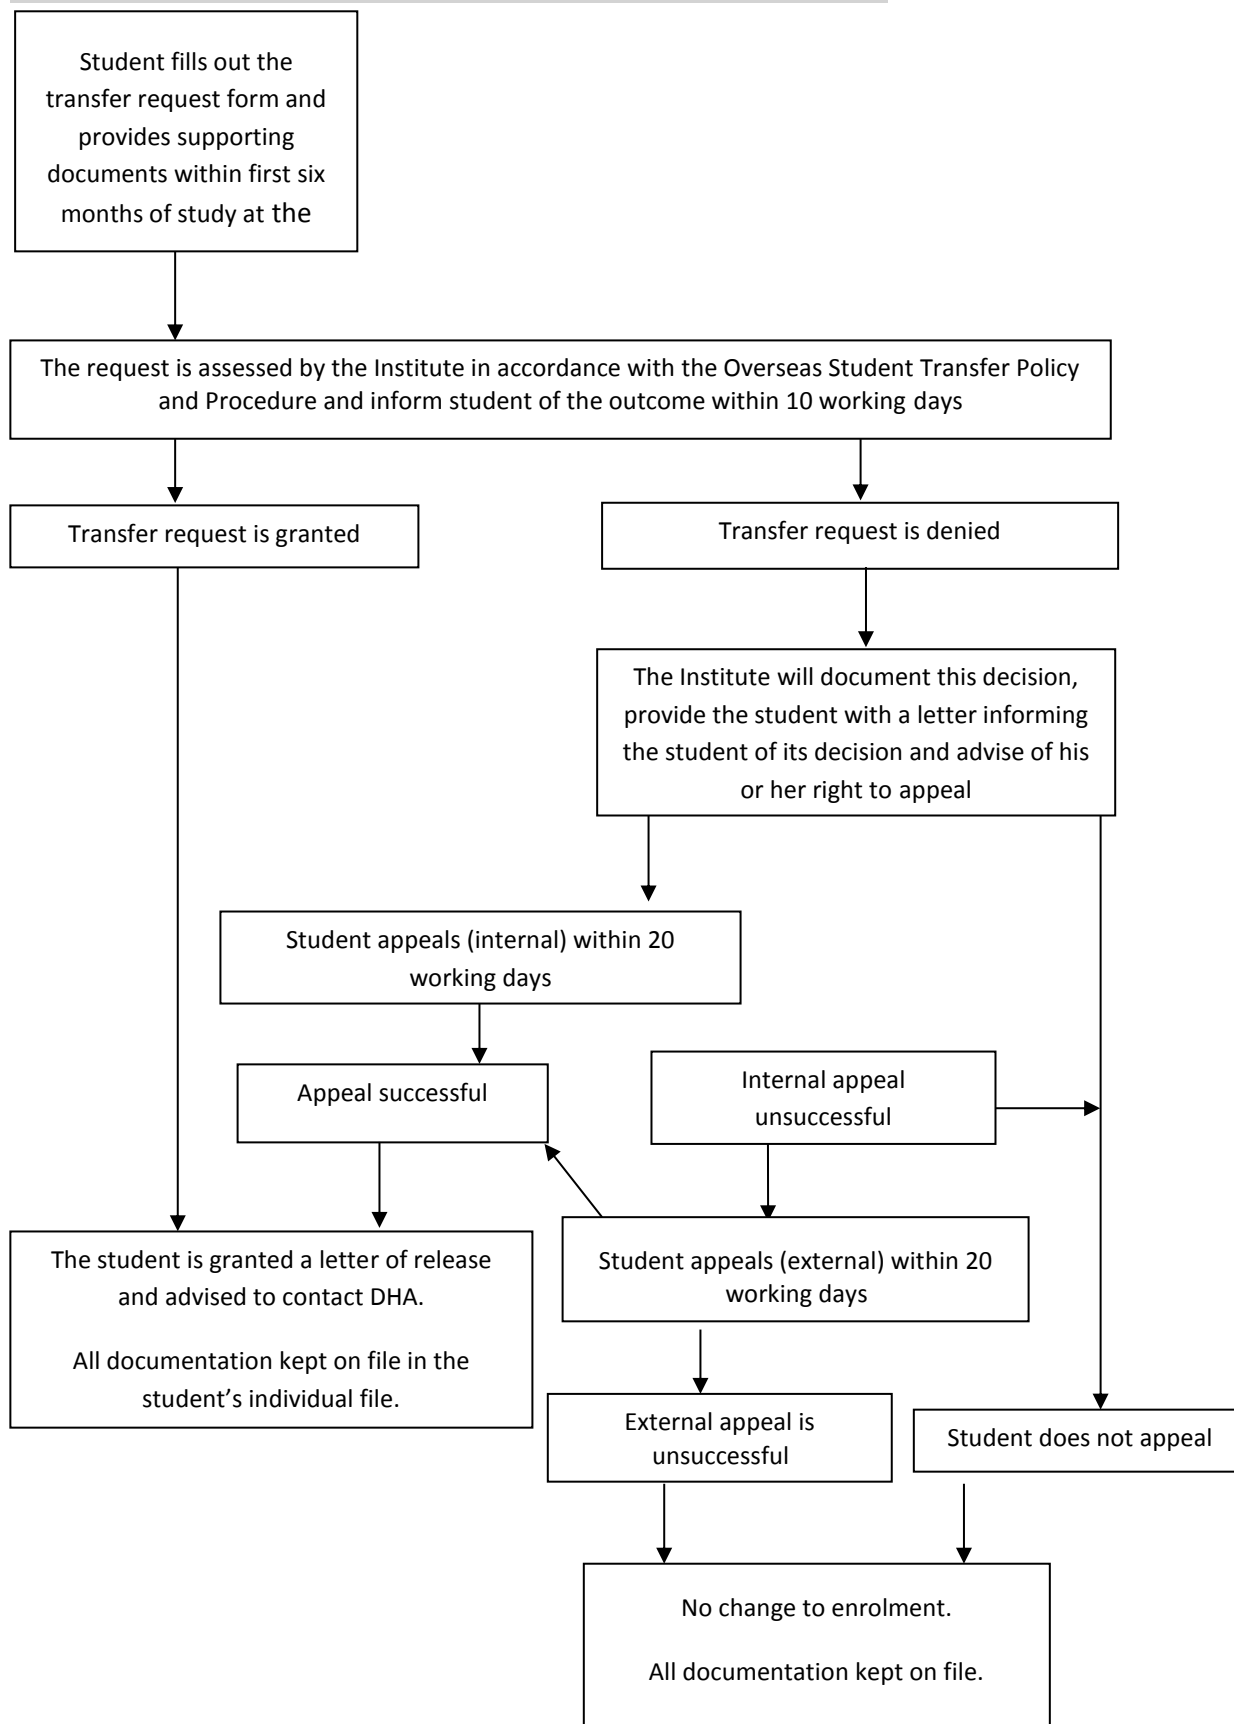 Student fills out the
transfer request form and
provides supporting
documents within first six
months of study at the
The request is assessed by the Institute in accordance with the Overseas Student Transfer Policy
and Procedure and inform student of the outcome within 10 working days
Transfer request is granted
Transfer request is denied
The Institute will document this decision,
provide the student with a letter informing
the student of its decision and advise of his
or her right to appeal
Student appeals (internal) within 20
working days
Appeal successful
Internal appeal
unsuccessful
The student is granted a letter of release
and advised to contact DHA.
All documentation kept on file in the
student’s individual file.
Student appeals (external) within 20
working days
External appeal is
unsuccessful
Student does not appeal
No change to enrolment.
All documentation kept on file.